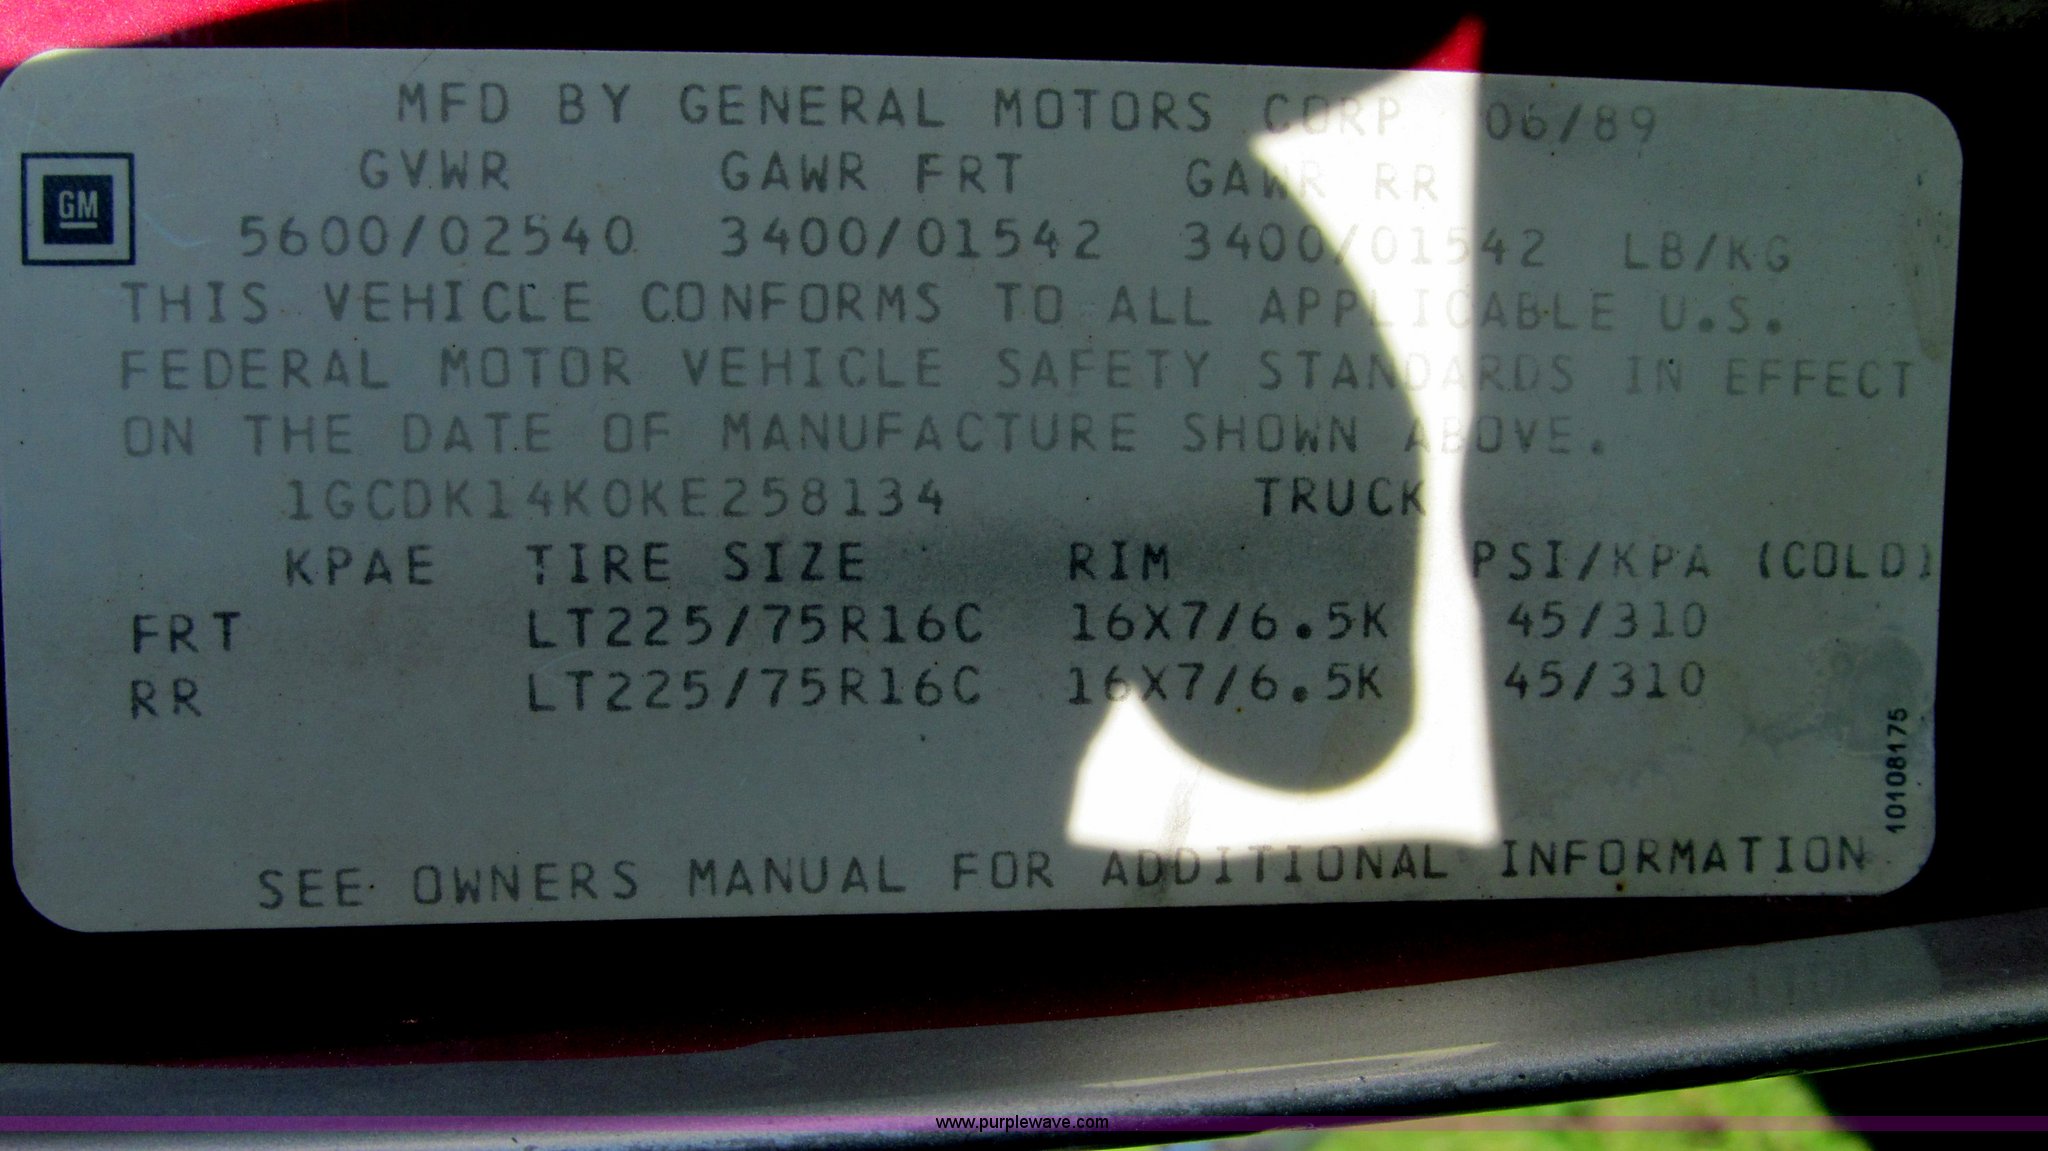 MFD BY GENERAL MOTORS CORP 06/89
GVWR GAWR FRT GAWR RR
GM
5600/02540 3400/01542 3400/01542 LB/KG
THIS VEHICLE CONFORMS TO ALL APPLICABLE U.S.
FEDERAL MOTOR VEHICLE SAFETY STANDARDS IN EFFECT
ON THE DATE OF MANUFACTURE SHOWN ABOVE.
1GCDK14K0KE258134 TRUCK
KPAE TIRE SIZE RIM PSI/KPA (COLD)
FRT LT225/75R16C 16X7/6.5K 45/310
RR LT225/75R16C 16X7/6.5K 45/310
10108175
SEE OWNERS MANUAL FOR ADDITIONAL INFORMATION
www.purplewave.com